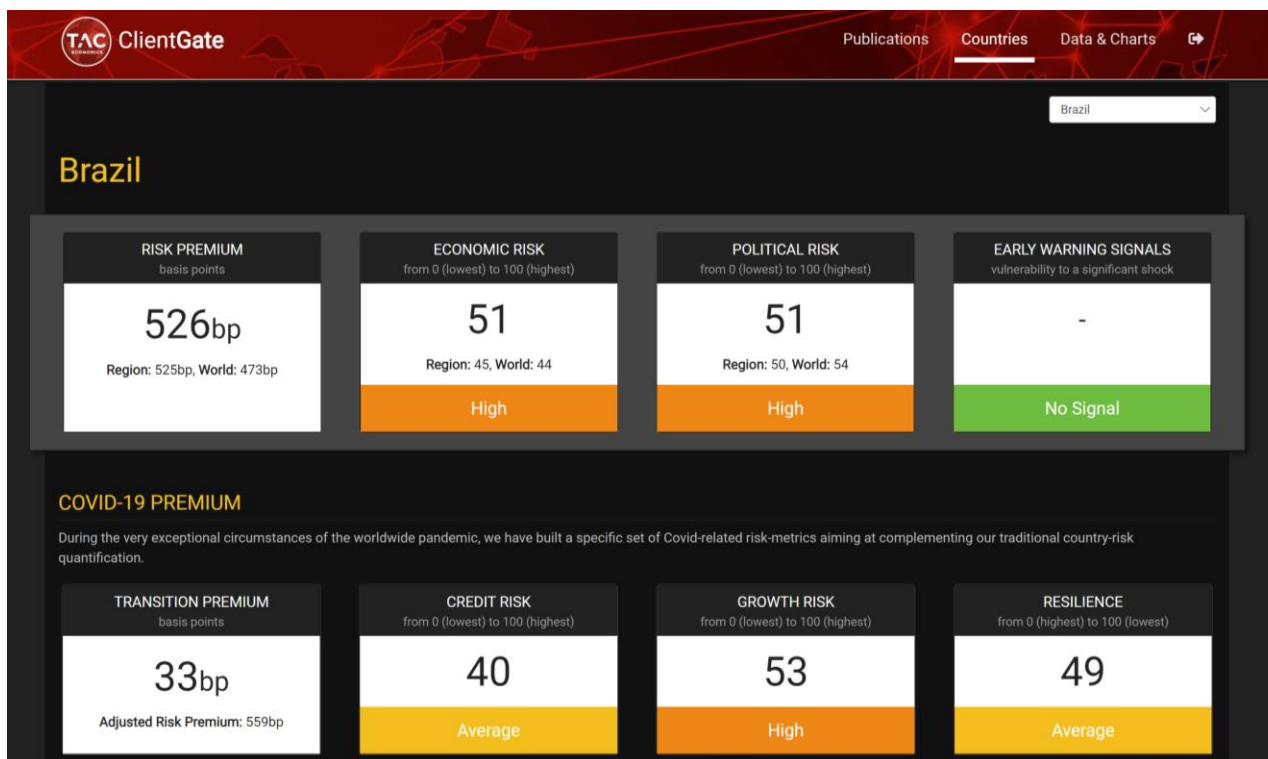 TAC ECONOMICS ClientGate
Publications Countries Data & Charts
Brazil
Brazil
RISK PREMIUM
basis points
526bp
Region: 525bp, World: 473bp
ECONOMIC RISK
from 0 (lowest) to 100 (highest)
51
Region: 45, World: 44
High
POLITICAL RISK
from 0 (lowest) to 100 (highest)
51
Region: 50, World: 54
High
EARLY WARNING SIGNALS
vulnerability to a significant shock
-
No Signal
COVID-19 PREMIUM
During the very exceptional circumstances of the worldwide pandemic, we have built a specific set of Covid-related risk-metrics aiming at complementing our traditional country-risk
quantification.
TRANSITION PREMIUM
basis points
33bp
Adjusted Risk Premium: 559bp
CREDIT RISK
from 0 (lowest) to 100 (highest)
40
Average
GROWTH RISK
from 0 (lowest) to 100 (highest)
53
High
RESILIENCE
from 0 (highest) to 100 (lowest)
49
Average